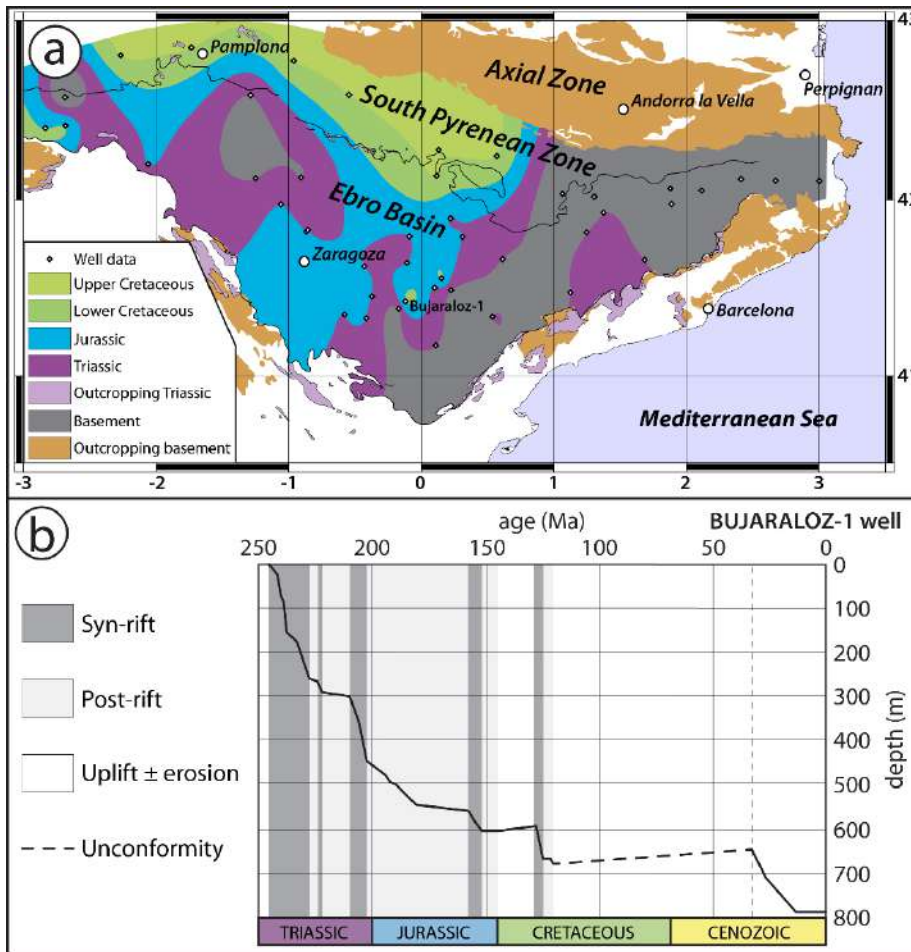 a
Pamplona
Axial Zone
Perpignan
Andorra la Vella
South Pyrenean Zone
Ebro Basin
Zaragoza
Bujaraloz-1
Barcelona
Mediterranean Sea
Well data
Upper Cretaceous
Lower Cretaceous
Jurassic
Triassic
Outcropping Triassic
Basement
Outcropping basement
-3 -2 -1 0 1 2 3
b
age (Ma) BUJARALOZ-1 well
250 200 150 100 50 0
0
100
200
300
400
500
600
700
800
depth (m)
Syn-rift
Post-rift
Uplift ± erosion
Unconformity
TRIASSIC JURASSIC CRETACEOUS CENOZOIC